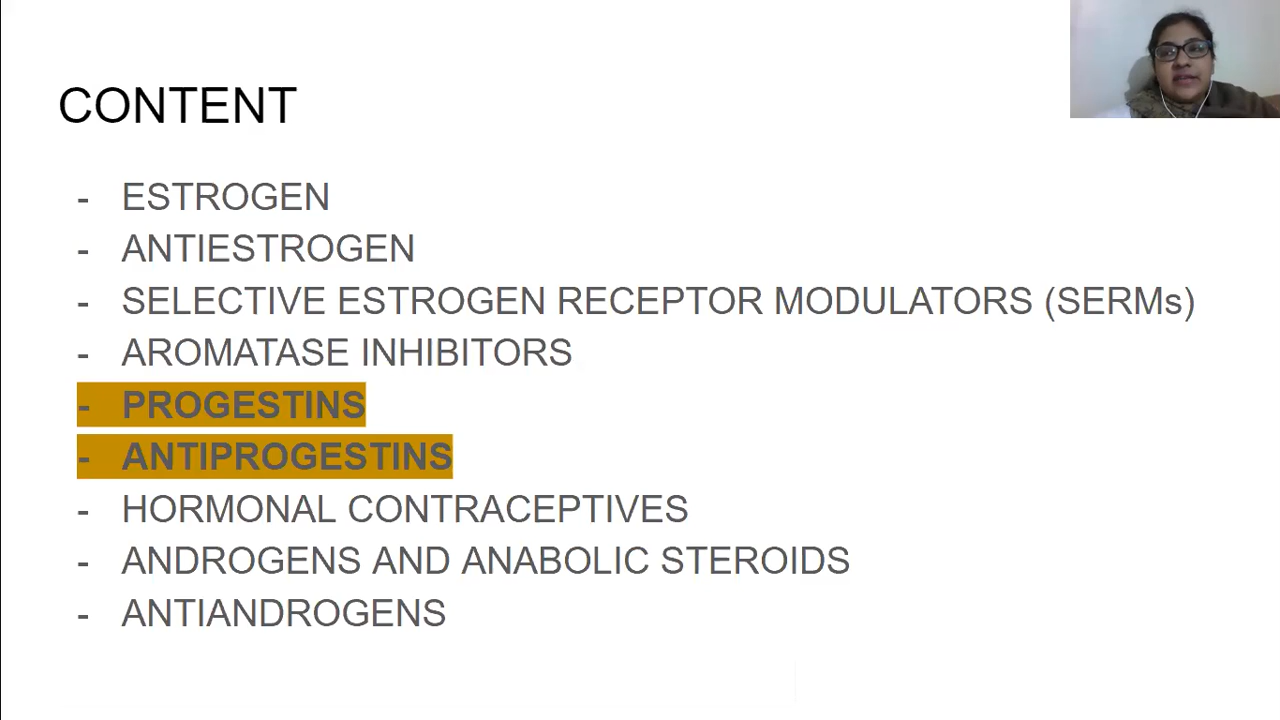 CONTENT
- ESTROGEN
- ANTIESTROGEN
- SELECTIVE ESTROGEN RECEPTOR MODULATORS (SERMs)
- AROMATASE INHIBITORS
- PROGESTINS
- ANTIPROGESTINS
- HORMONAL CONTRACEPTIVES
- ANDROGENS AND ANABOLIC STEROIDS
- ANTIANDROGENS